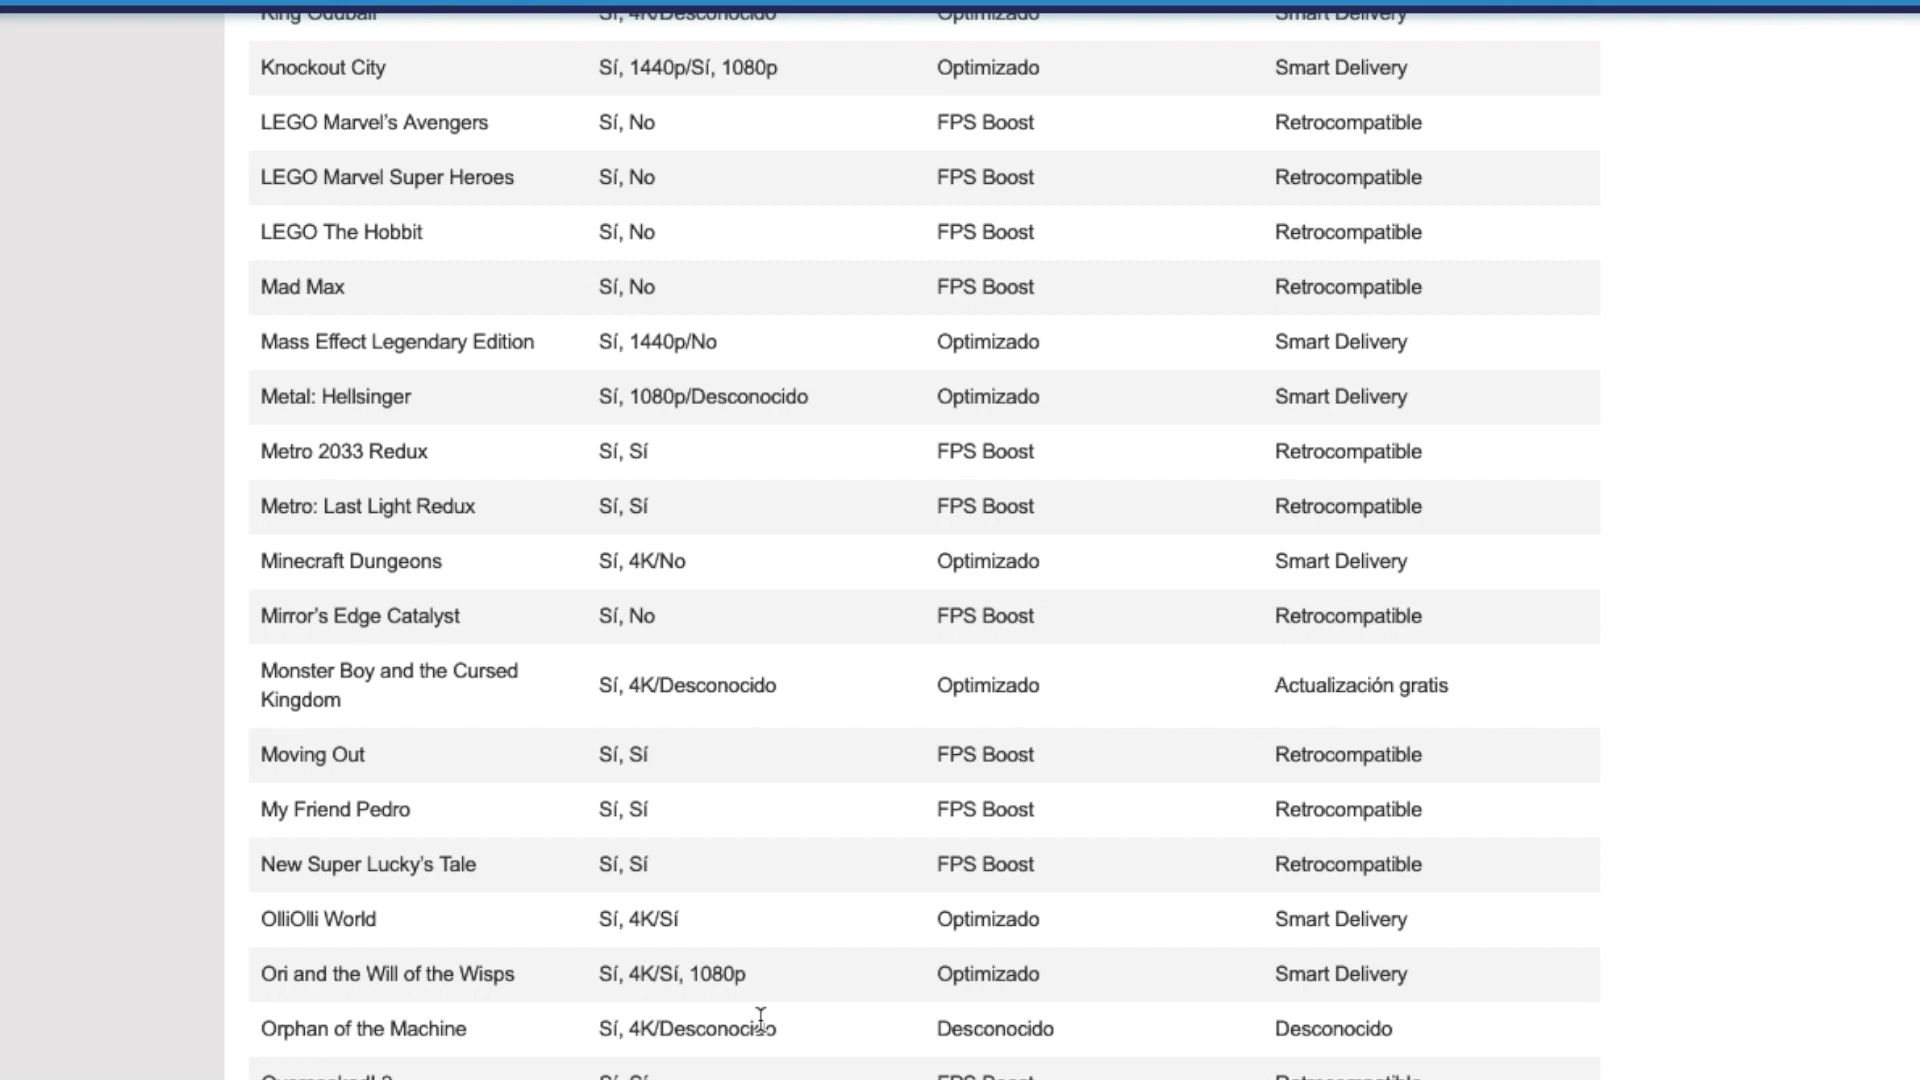 King Oddball Sí, 4K/Desconocido Optimizado Smart Delivery
Knockout City Sí, 1440p/Sí, 1080p Optimizado Smart Delivery
LEGO Marvel’s Avengers Sí, No FPS Boost Retrocompatible
LEGO Marvel Super Heroes Sí, No FPS Boost Retrocompatible
LEGO The Hobbit Sí, No FPS Boost Retrocompatible
Mad Max Sí, No FPS Boost Retrocompatible
Mass Effect Legendary Edition Sí, 1440p/No Optimizado Smart Delivery
Metal: Hellsinger Sí, 1080p/Desconocido Optimizado Smart Delivery
Metro 2033 Redux Sí, Sí FPS Boost Retrocompatible
Metro: Last Light Redux Sí, Sí FPS Boost Retrocompatible
Minecraft Dungeons Sí, 4K/No Optimizado Smart Delivery
Mirror’s Edge Catalyst Sí, No FPS Boost Retrocompatible
Monster Boy and the Cursed
Kingdom Sí, 4K/Desconocido Optimizado Actualización gratis
Moving Out Sí, Sí FPS Boost Retrocompatible
My Friend Pedro Sí, Sí FPS Boost Retrocompatible
New Super Lucky’s Tale Sí, Sí FPS Boost Retrocompatible
OlliOlli World Sí, 4K/Sí Optimizado Smart Delivery
Ori and the Will of the Wisps Sí, 4K/Sí, 1080p Optimizado Smart Delivery
Orphan of the Machine Sí, 4K/Desconocido Desconocido Desconocido